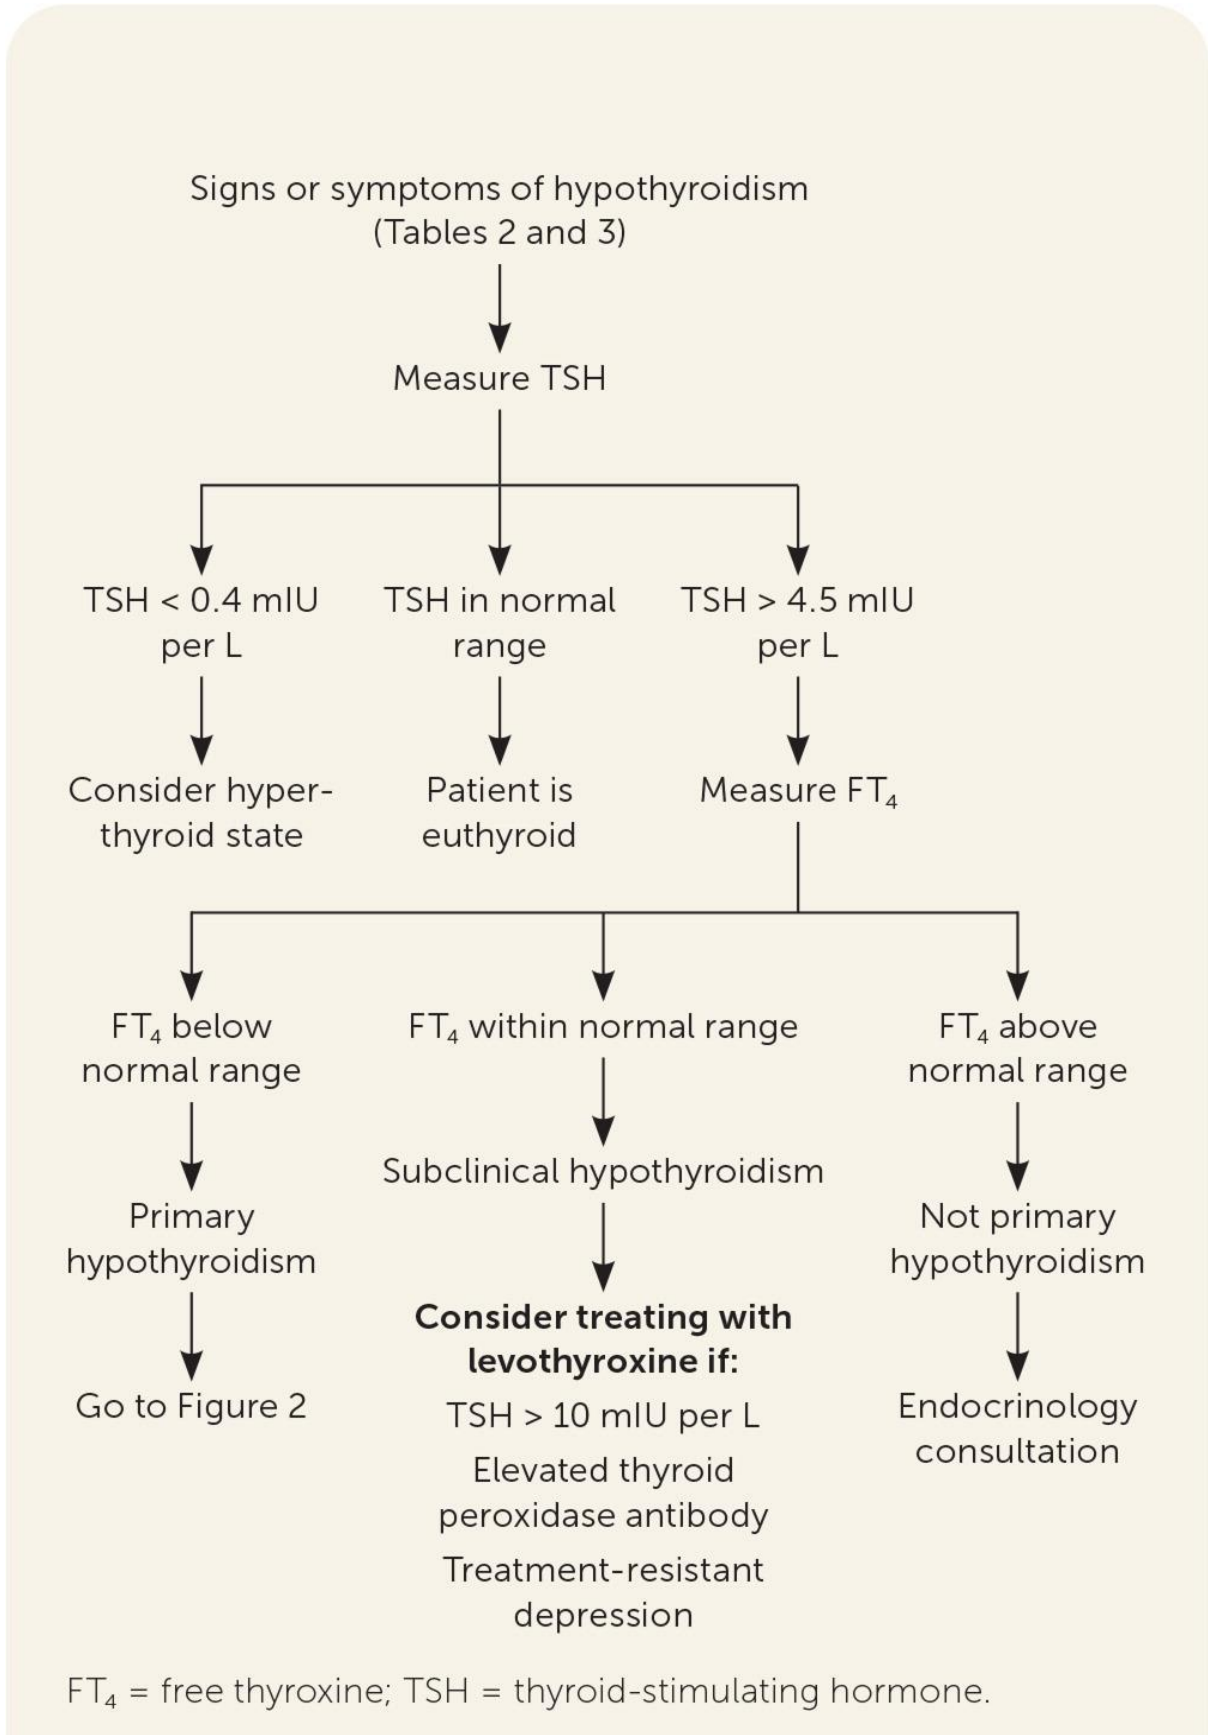 Signs or symptoms of hypothyroidism
(Tables 2 and 3)
Measure TSH
TSH < 0.4 mIU
per L
TSH in normal
range
TSH > 4.5 mIU
per L
Consider hyper-
thyroid state
Patient is
euthyroid
Measure FT₄
FT₄ below
normal range
FT₄ within normal range
FT₄ above
normal range
Subclinical hypothyroidism
Primary
hypothyroidism
Not primary
hypothyroidism
Consider treating with
levothyroxine if:
TSH > 10 mIU per L
Elevated thyroid
peroxidase antibody
Treatment-resistant
depression
Go to Figure 2
Endocrinology
consultation
FT₄ = free thyroxine; TSH = thyroid-stimulating hormone.